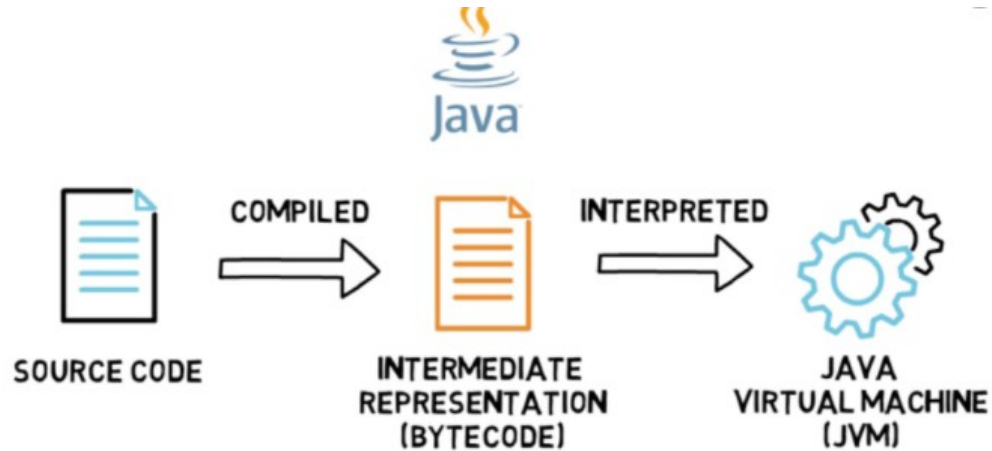 Java
COMPILED
INTERPRETED
SOURCE CODE
INTERMEDIATE
REPRESENTATION
(BYTECODE)
JAVA
VIRTUAL MACHINE
(JVM)